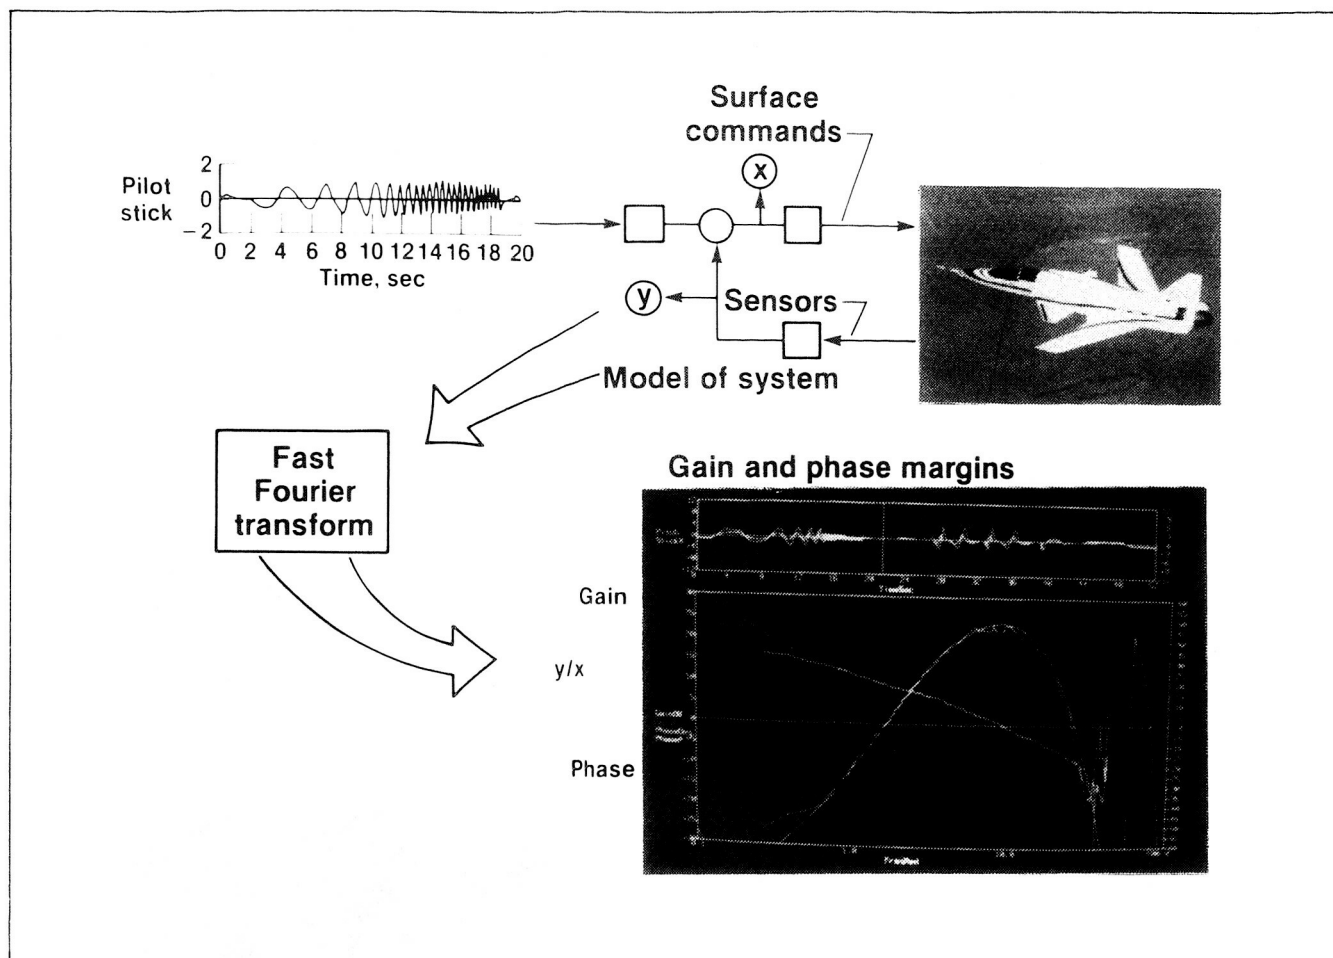 Surface
commands
x
2
Pilot
stick
0
−2
0 2 4 6 8 10 12 14 16 18 20
Time, sec
y
Sensors
Model of system
Fast
Fourier
transform
Gain and phase margins
Gain
y/x
Phase